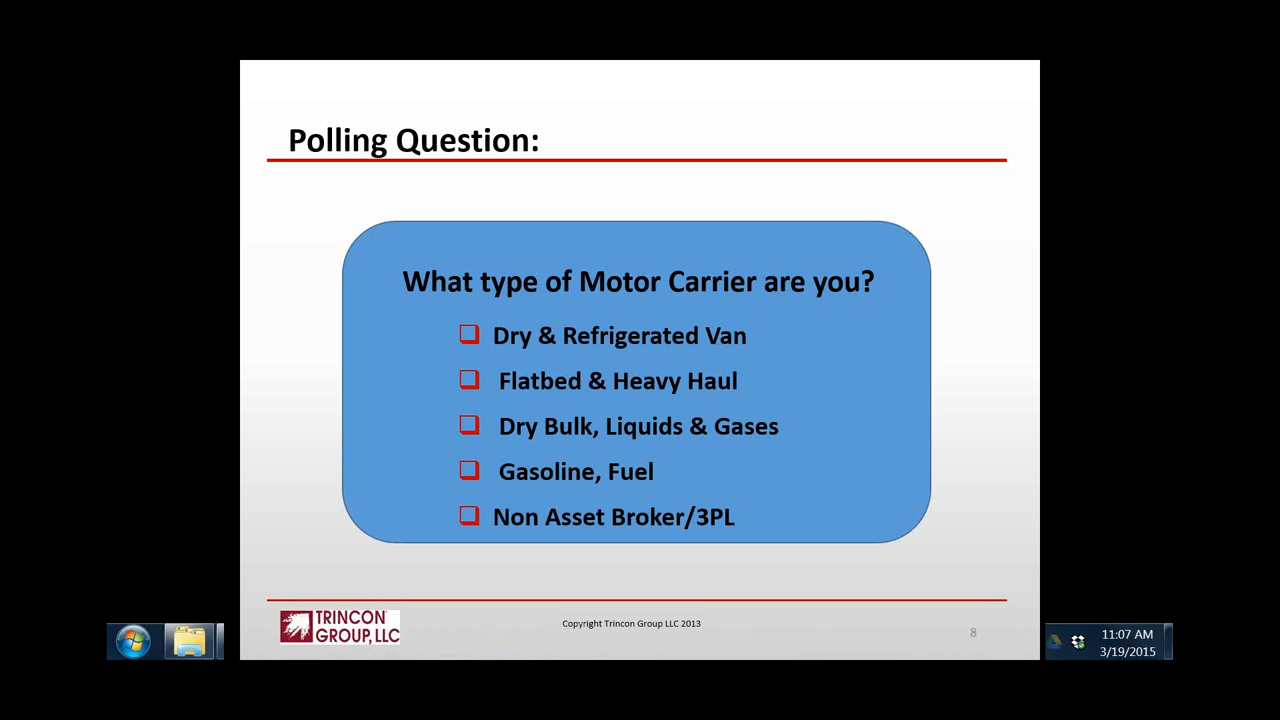 Polling Question:
What type of Motor Carrier are you?
Dry & Refrigerated Van
Flatbed & Heavy Haul
Dry Bulk, Liquids & Gases
Gasoline, Fuel
Non Asset Broker/3PL
TRINCON
GROUP, LLC
Copyright Trincon Group LLC 2013
8
11:07 AM
3/19/2015